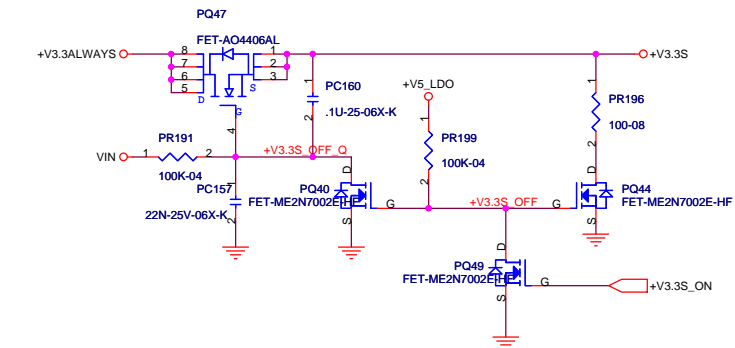 PQ47
FET-AO4406AL
+V3.3ALWAYS
8
7
6
5
D
S
G
1
2
3
4
+V3.3S
PC160
1
2
.1U-25-06X-K
+V5_LDO
1
PR199
100K-04
2
1
PR196
100-08
2
VIN
1
PR191
2
100K-04
+V3.3S_OFF_Q
PC157
1
2
22N-25V-06X-K
PQ40
FET-ME2N7002E-HF
D
S
G
+V3.3S_OFF
G
D
S
PQ44
FET-ME2N7002E-HF
PQ49
FET-ME2N7002E-HF
D
S
G
+V3.3S_ON